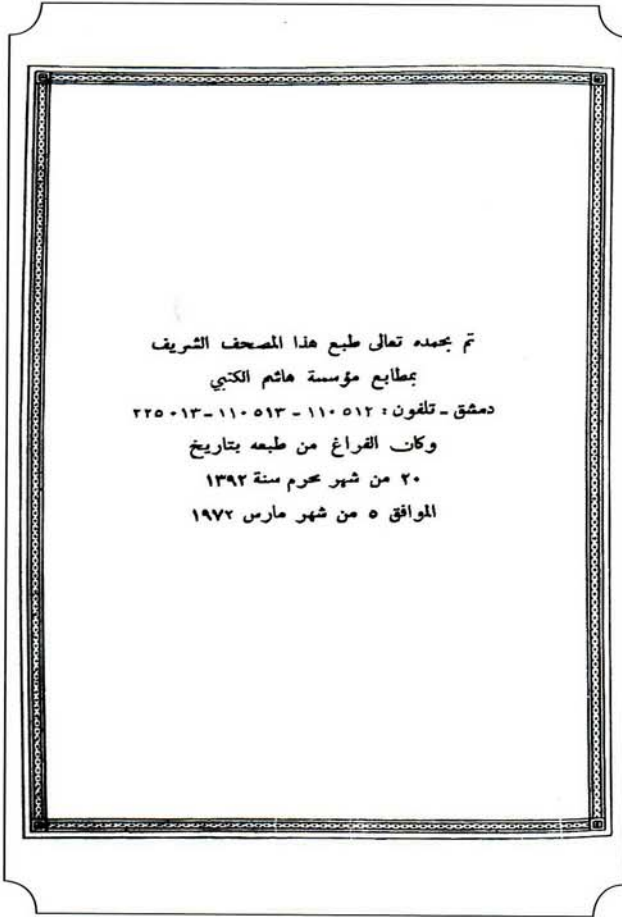 تم بحمده تعالى طبع هذا المصحف الشريف
بمطابع مؤسسة هاشم الكتبي
دمشق ـ تلفون : ١١٠٥١٢ - ١١٠٥١٣ - ٢٢٥٠١٣
وكان الفراغ من طبعه بتاريخ
٢٠ من شهر محرم سنة ١٣٩٢
الموافق ٥ من شهر مارس ١٩٧٢